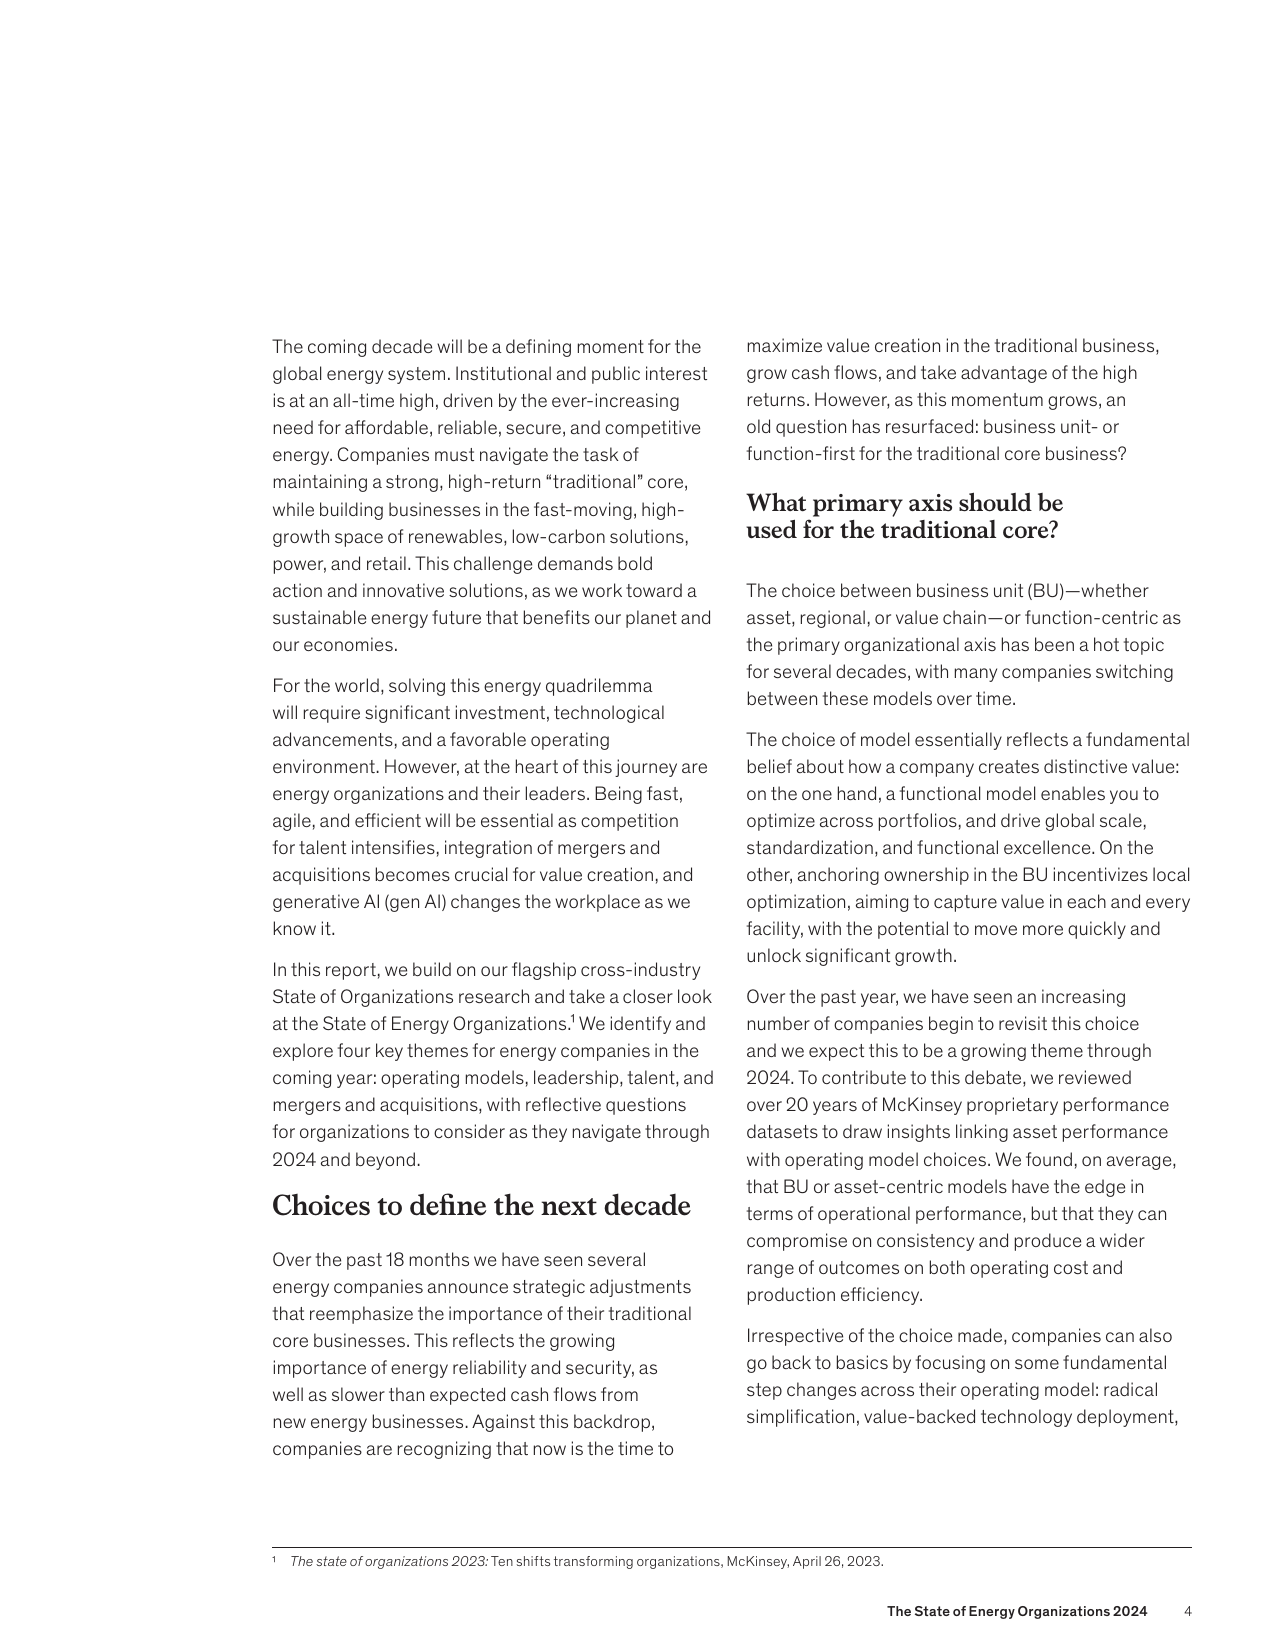 The coming decade will be a defining moment for the
global energy system. Institutional and public interest
is at an all-time high, driven by the ever-increasing
need for affordable, reliable, secure, and competitive
energy. Companies must navigate the task of
maintaining a strong, high-return “traditional” core,
while building businesses in the fast-moving, high-
growth space of renewables, low-carbon solutions,
power, and retail. This challenge demands bold
action and innovative solutions, as we work toward a
sustainable energy future that benefits our planet and
our economies.
For the world, solving this energy quadrilemma
will require significant investment, technological
advancements, and a favorable operating
environment. However, at the heart of this journey are
energy organizations and their leaders. Being fast,
agile, and efficient will be essential as competition
for talent intensifies, integration of mergers and
acquisitions becomes crucial for value creation, and
generative AI (gen AI) changes the workplace as we
know it.
In this report, we build on our flagship cross-industry
State of Organizations research and take a closer look
at the State of Energy Organizations.¹ We identify and
explore four key themes for energy companies in the
coming year: operating models, leadership, talent, and
mergers and acquisitions, with reflective questions
for organizations to consider as they navigate through
2024 and beyond.
Choices to define the next decade
Over the past 18 months we have seen several
energy companies announce strategic adjustments
that reemphasize the importance of their traditional
core businesses. This reflects the growing
importance of energy reliability and security, as
well as slower than expected cash flows from
new energy businesses. Against this backdrop,
companies are recognizing that now is the time to
maximize value creation in the traditional business,
grow cash flows, and take advantage of the high
returns. However, as this momentum grows, an
old question has resurfaced: business unit- or
function-first for the traditional core business?
What primary axis should be
used for the traditional core?
The choice between business unit (BU)—whether
asset, regional, or value chain—or function-centric as
the primary organizational axis has been a hot topic
for several decades, with many companies switching
between these models over time.
The choice of model essentially reflects a fundamental
belief about how a company creates distinctive value:
on the one hand, a functional model enables you to
optimize across portfolios, and drive global scale,
standardization, and functional excellence. On the
other, anchoring ownership in the BU incentivizes local
optimization, aiming to capture value in each and every
facility, with the potential to move more quickly and
unlock significant growth.
Over the past year, we have seen an increasing
number of companies begin to revisit this choice
and we expect this to be a growing theme through
2024. To contribute to this debate, we reviewed
over 20 years of McKinsey proprietary performance
datasets to draw insights linking asset performance
with operating model choices. We found, on average,
that BU or asset-centric models have the edge in
terms of operational performance, but that they can
compromise on consistency and produce a wider
range of outcomes on both operating cost and
production efficiency.
Irrespective of the choice made, companies can also
go back to basics by focusing on some fundamental
step changes across their operating model: radical
simplification, value-backed technology deployment,
¹ The state of organizations 2023: Ten shifts transforming organizations, McKinsey, April 26, 2023.
The State of Energy Organizations 2024 4